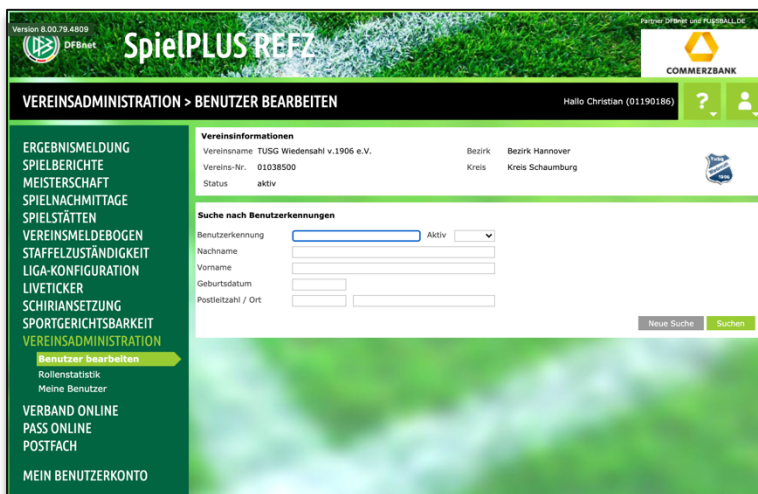 Version 8.00.79.4809
Partner DFBnet und FUSSBALL.DE
DFBnet
SpielPLUS REFZ
COMMERZBANK
VEREINSADMINISTRATION > BENUTZER BEARBEITEN
Hallo Christian (01190186)
?
ERGEBNISMELDUNG
SPIELBERICHTE
MEISTERSCHAFT
SPIELNACHMITTAGE
SPIELSTÄTTEN
VEREINSMELDEBOGEN
STAFFELZUSTÄNDIGKEIT
LIGA-KONFIGURATION
LIVETICKER
SCHIRIANSETZUNG
SPORTGERICHTSBARKEIT
VEREINSADMINISTRATION
Benutzer bearbeiten
Rollenstatistik
Meine Benutzer
VERBAND ONLINE
PASS ONLINE
POSTFACH
MEIN BENUTZERKONTO
Vereinsinformationen
Vereinsname TUSG Wiedensahl v.1906 e.V. Bezirk Bezirk Hannover
Vereins-Nr. 01038500 Kreis Kreis Schaumburg
Status aktiv
Suche nach Benutzerkennungen
Benutzerkennung Aktiv
Nachname
Vorname
Geburtsdatum
Postleitzahl / Ort
Neue Suche Suchen